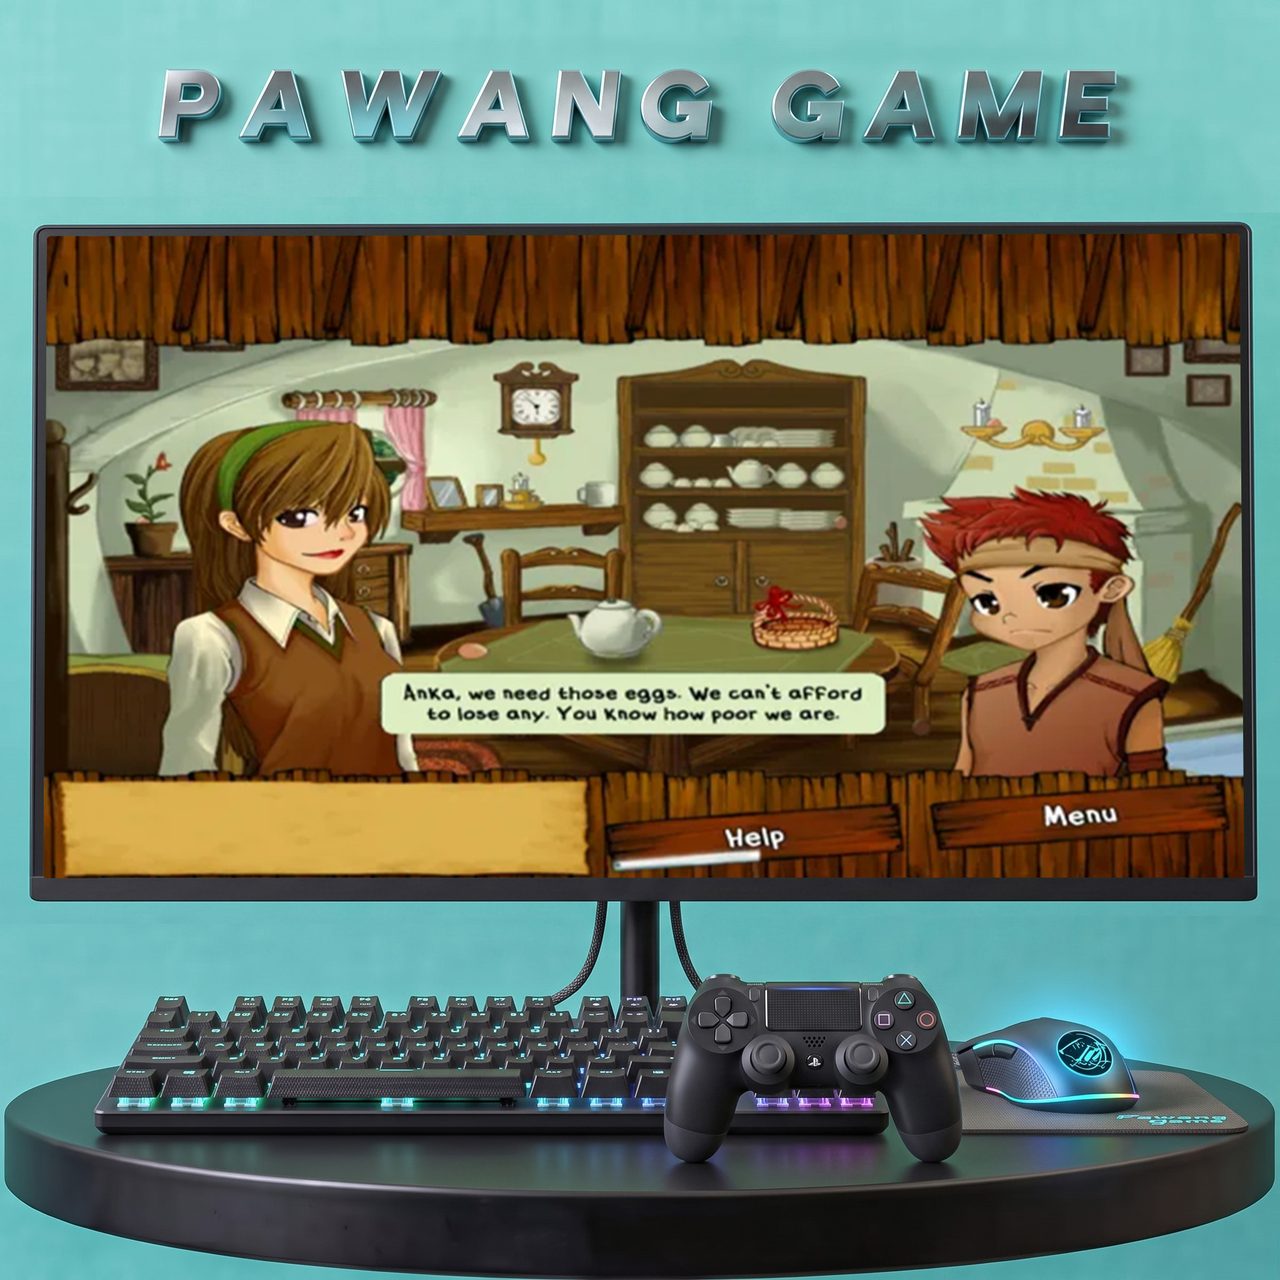 PAWANG GAME
Anka, we need those eggs. We can't afford
to lose any. You know how poor we are.
Help
Menu
Pawang
game